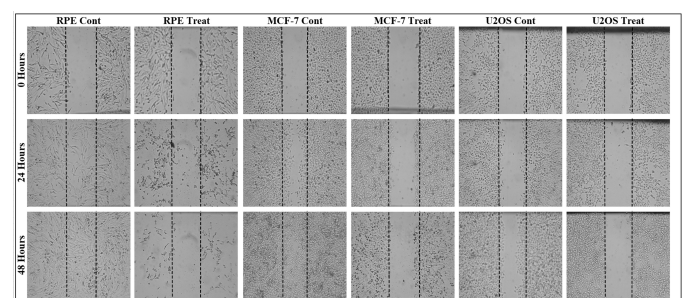 RPE Cont RPE Treat MCF-7 Cont MCF-7 Treat U2OS Cont U2OS Treat
0 Hours
24 Hours
48 Hours